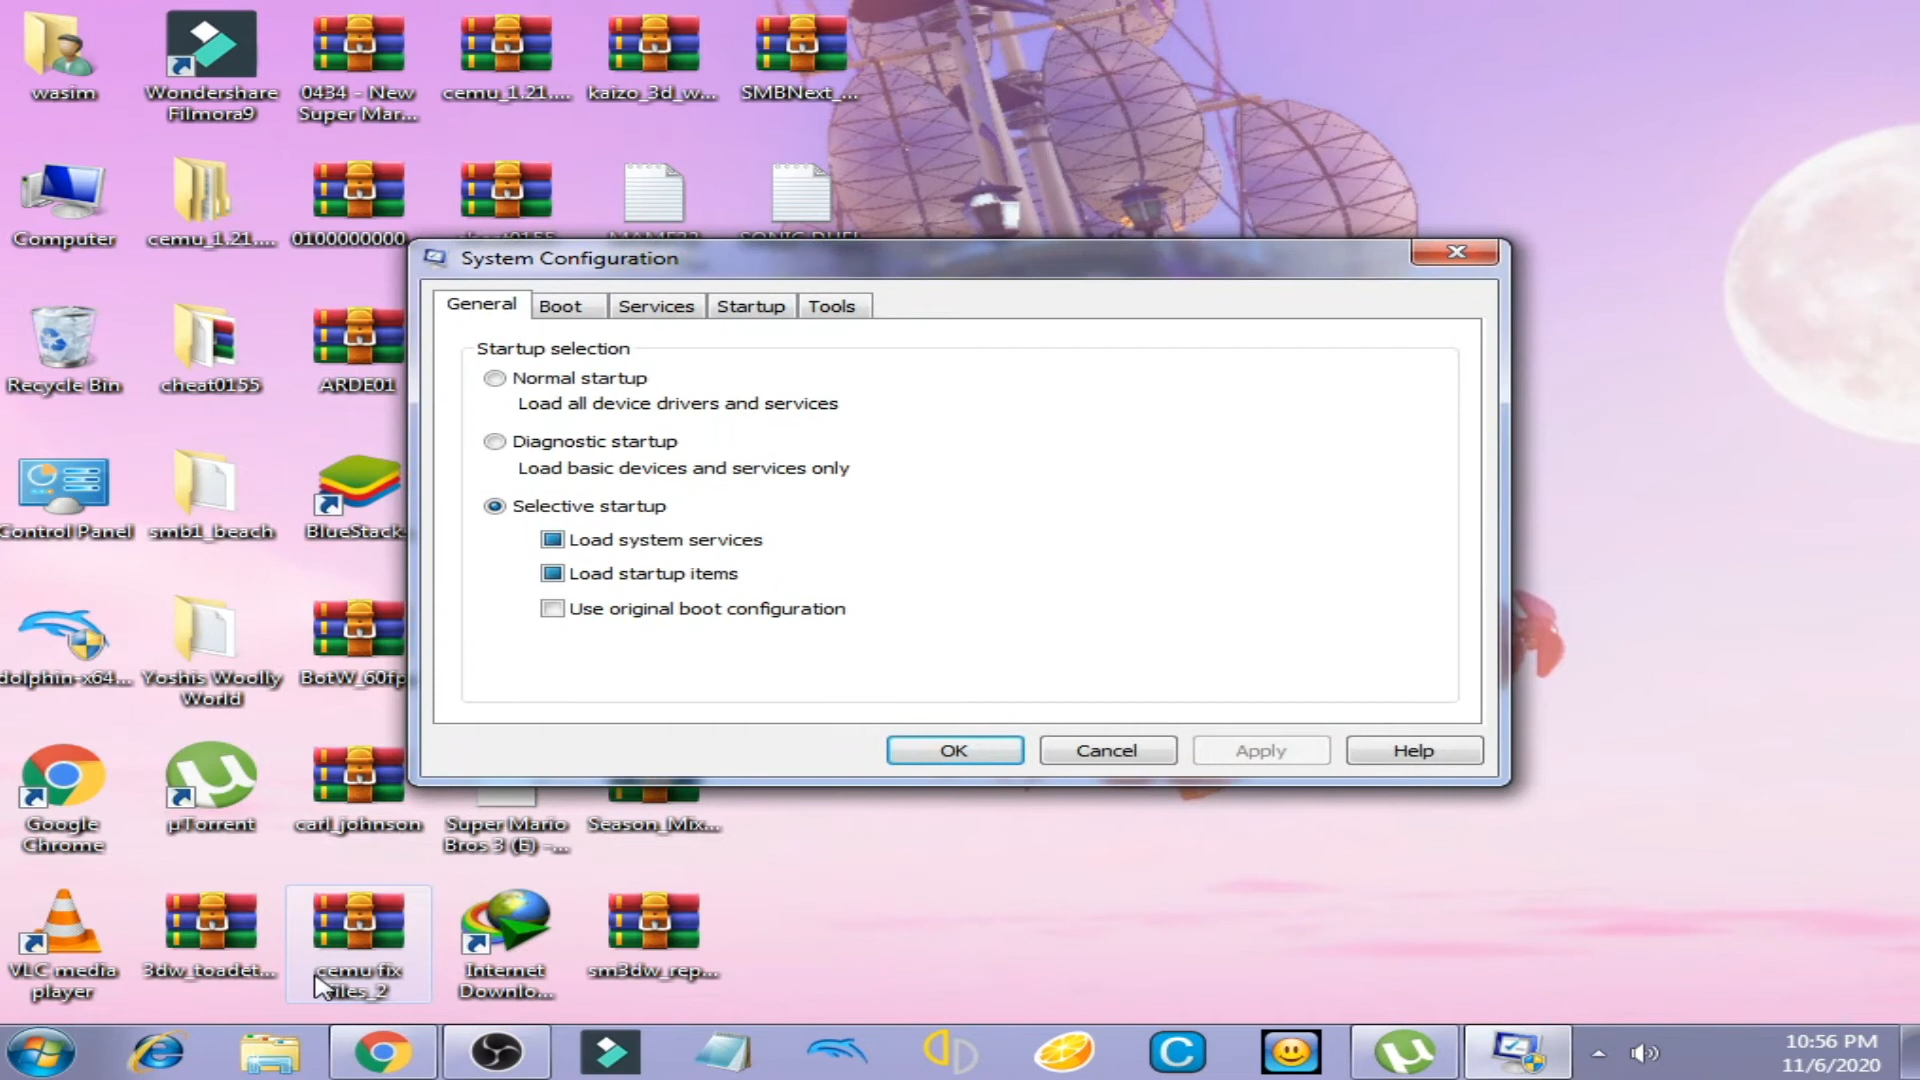 wasim
Wondershare
Filmora9
0434 - New
Super Mar...
cemu_1.21....
kaizo_3d_w...
SMBNext_...
Computer
cemu_1.21....
0100000000
System Configuration
General
Boot
Services
Startup
Tools
Startup selection
Normal startup
Load all device drivers and services
Diagnostic startup
Load basic devices and services only
Selective startup
Load system services
Load startup items
Use original boot configuration
OK
Cancel
Apply
Help
Recycle Bin
cheat0155
ARDE01
Control Panel
smb1_beach
BlueStack
dolphin-x64...
Yoshis Woolly
World
BotW_60fp
Google
Chrome
µTorrent
carl_johnson
Super Mario
Bros 3 (E) -...
Season_Mix...
VLC media
player
3dw_toadet...
cemu fix
files_2
Internet
Downlo...
sm3dw_rep...
10:56 PM
11/6/2020